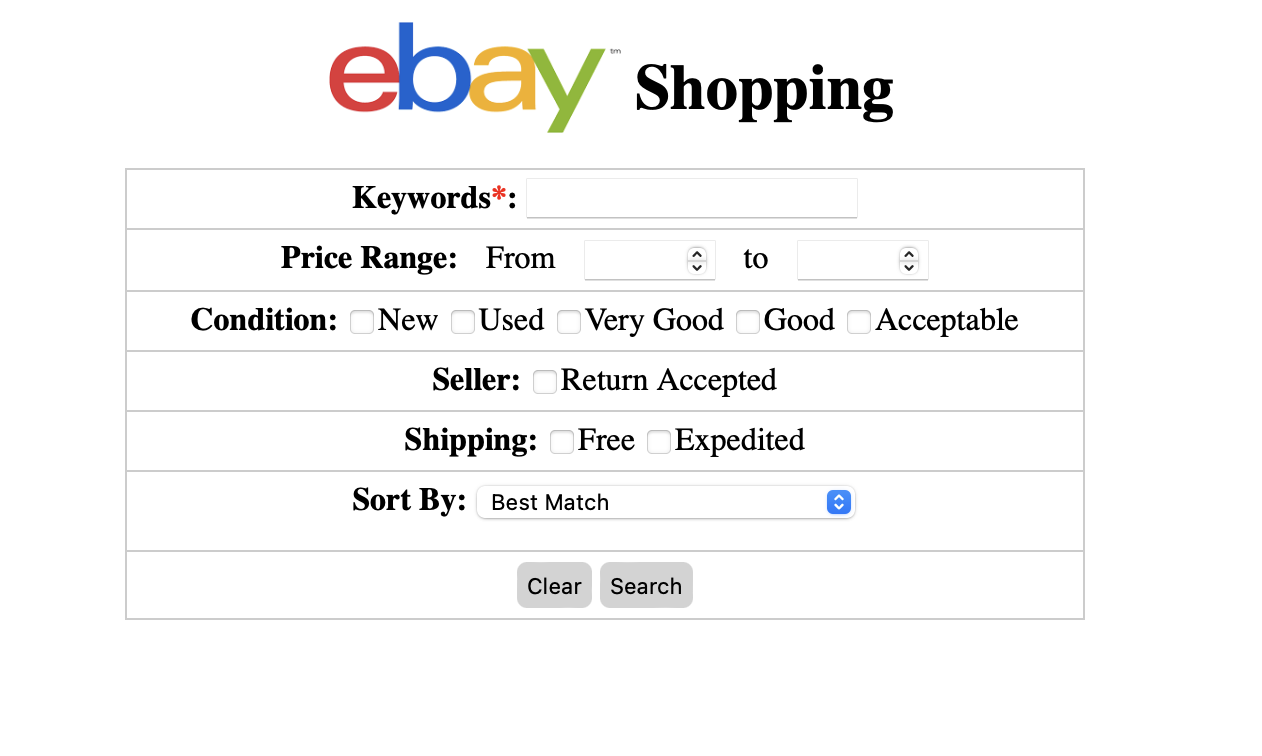 ebay™ Shopping
Keywords*:
Price Range: From to
Condition: New Used Very Good Good Acceptable
Seller: Return Accepted
Shipping: Free Expedited
Sort By: Best Match
Clear Search